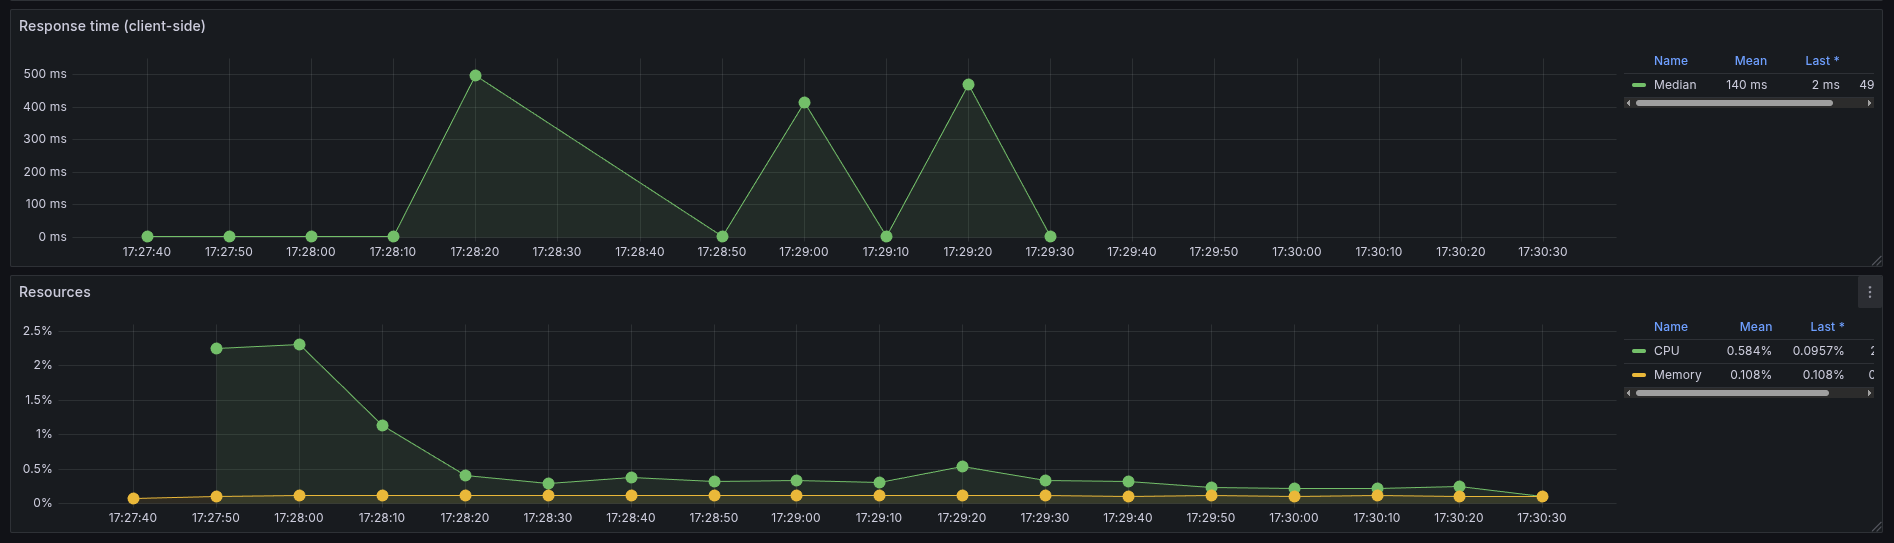 Response time (client-side)
Name Mean Last *
Median 140 ms 2 ms 49
500 ms
400 ms
300 ms
200 ms
100 ms
0 ms
17:27:40 17:27:50 17:28:00 17:28:10 17:28:20 17:28:30 17:28:40 17:28:50 17:29:00 17:29:10 17:29:20 17:29:30 17:29:40 17:29:50 17:30:00 17:30:10 17:30:20 17:30:30
Resources
Name Mean Last *
CPU 0.584% 0.0957%
Memory 0.108% 0.108%
2.5%
2%
1.5%
1%
0.5%
0%
17:27:40 17:27:50 17:28:00 17:28:10 17:28:20 17:28:30 17:28:40 17:28:50 17:29:00 17:29:10 17:29:20 17:29:30 17:29:40 17:29:50 17:30:00 17:30:10 17:30:20 17:30:30